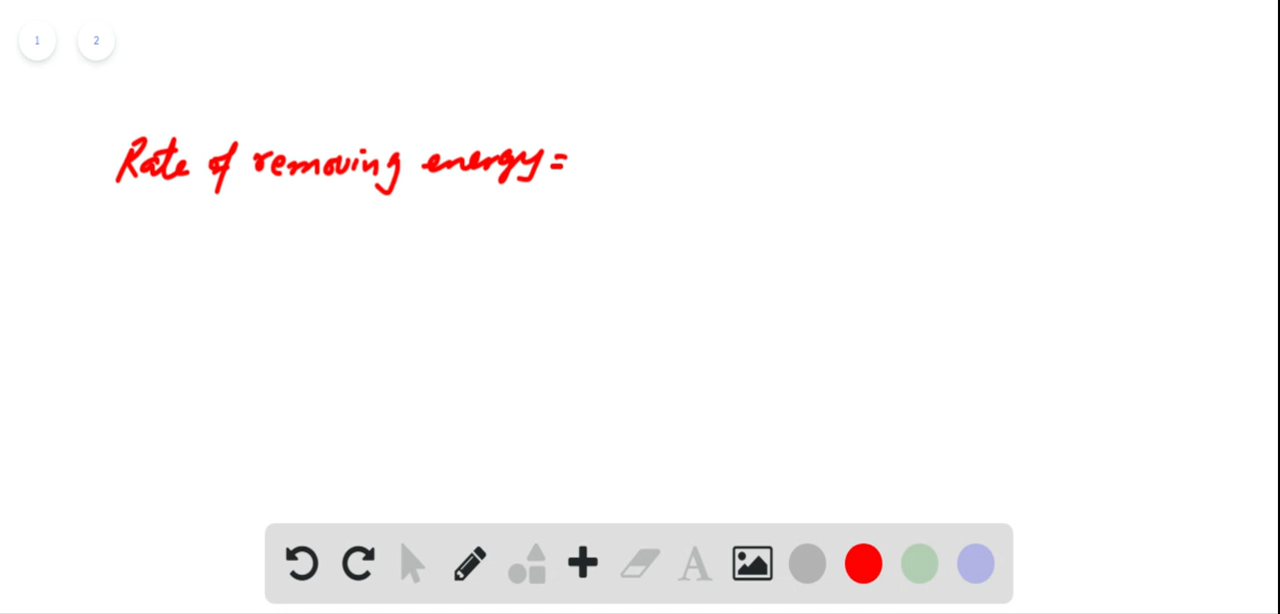 1 2
Rate of removing energy =
A